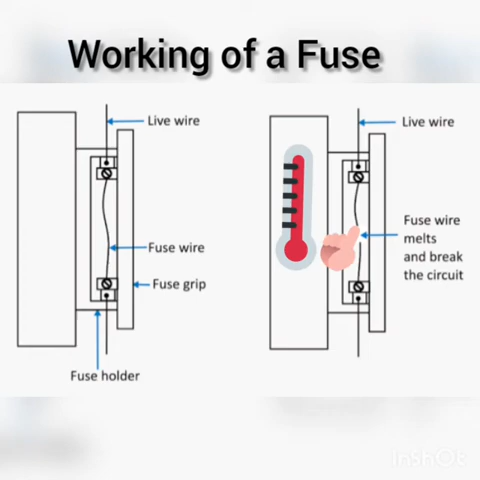 Working of a Fuse
Live wire
Fuse wire
Fuse grip
Fuse holder
Live wire
Fuse wire
melts
and break
the circuit
InShOt